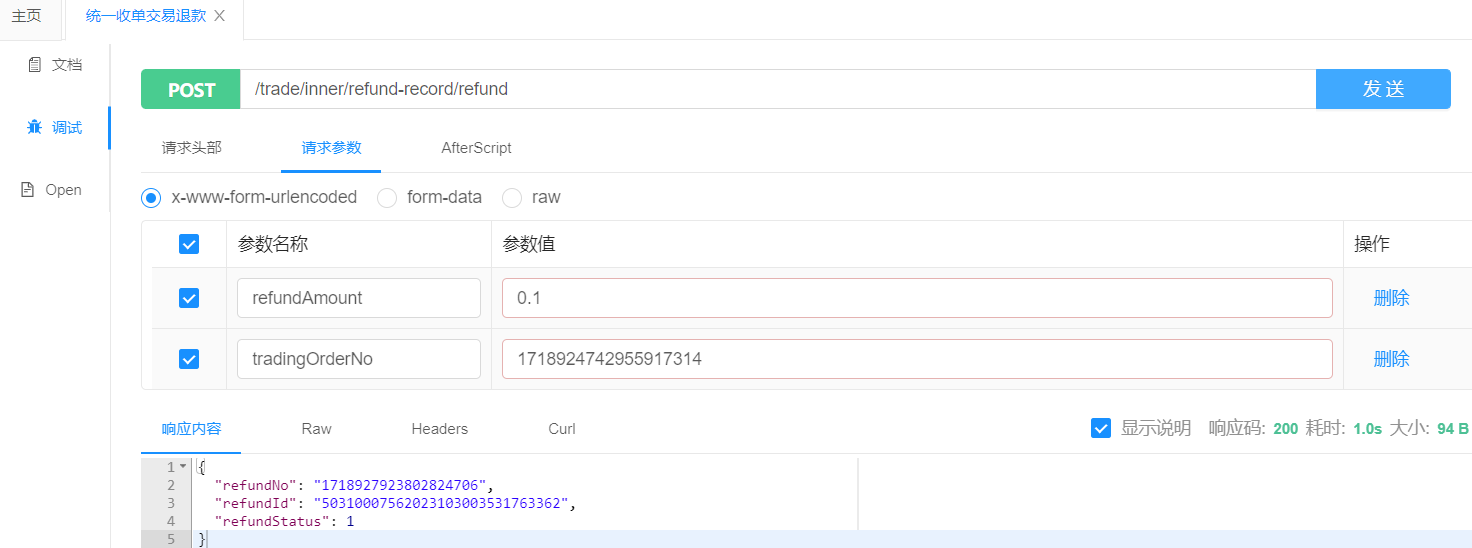 主页 统一收单交易退款
文档
POST /trade/inner/refund-record/refund 发送
调试
请求头部 请求参数 AfterScript
Open
x-www-form-urlencoded form-data raw
参数名称 参数值 操作
refundAmount 0.1 删除
tradingOrderNo 1718924742955917314 删除
响应内容 Raw Headers Curl 显示说明 响应码: 200 耗时: 1.0s 大小: 94 B
1 {
2 "refundNo": "1718927923802824706",
3 "refundId": "50310007562023103003531763362",
4 "refundStatus": 1
5 }